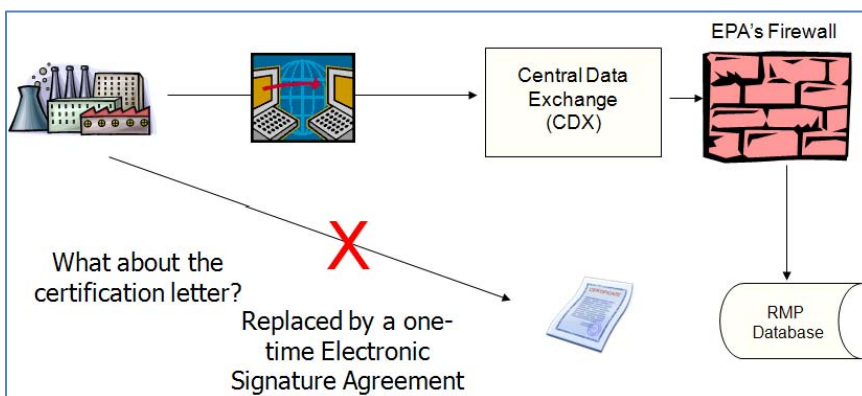 EPA's Firewall
Central Data
Exchange
(CDX)
What about the
certification letter?
Replaced by a one-
time Electronic
Signature Agreement
CERTIFICATE
RMP
Database